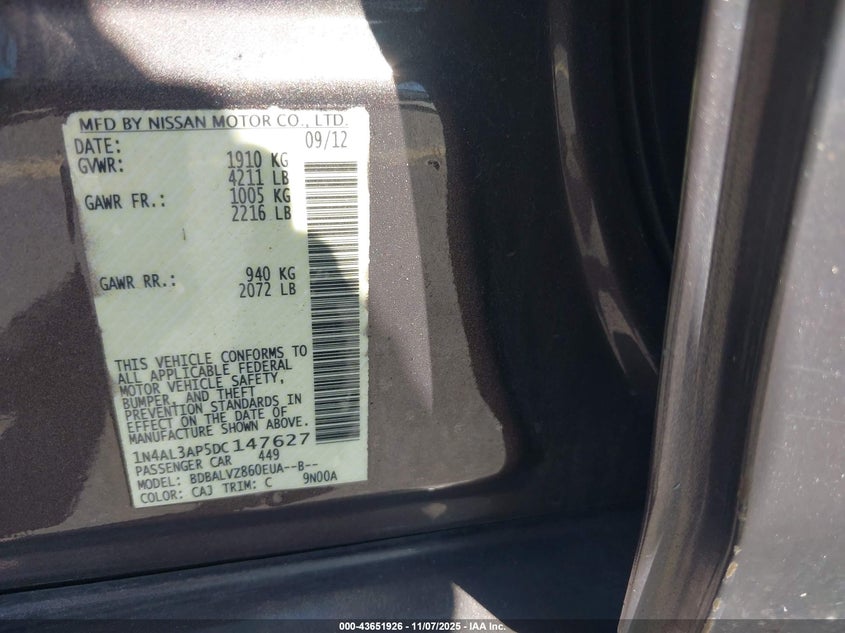 MFD BY NISSAN MOTOR CO., LTD.
DATE: 09/12
GVWR: 1910 KG
4211 LB
GAWR FR.: 1005 KG
2216 LB
GAWR RR.: 940 KG
2072 LB
THIS VEHICLE CONFORMS TO
ALL APPLICABLE FEDERAL
MOTOR VEHICLE SAFETY,
BUMPER, AND THEFT
PREVENTION STANDARDS IN
EFFECT ON THE DATE OF
MANUFACTURE SHOWN ABOVE.
1N4AL3AP5DC147627
PASSENGER CAR 449
MODEL: BDBALVZ860EUA--B--
COLOR: CAJ TRIM: C 9N00A
000-43651926 - 11/07/2025 - IAA Inc.